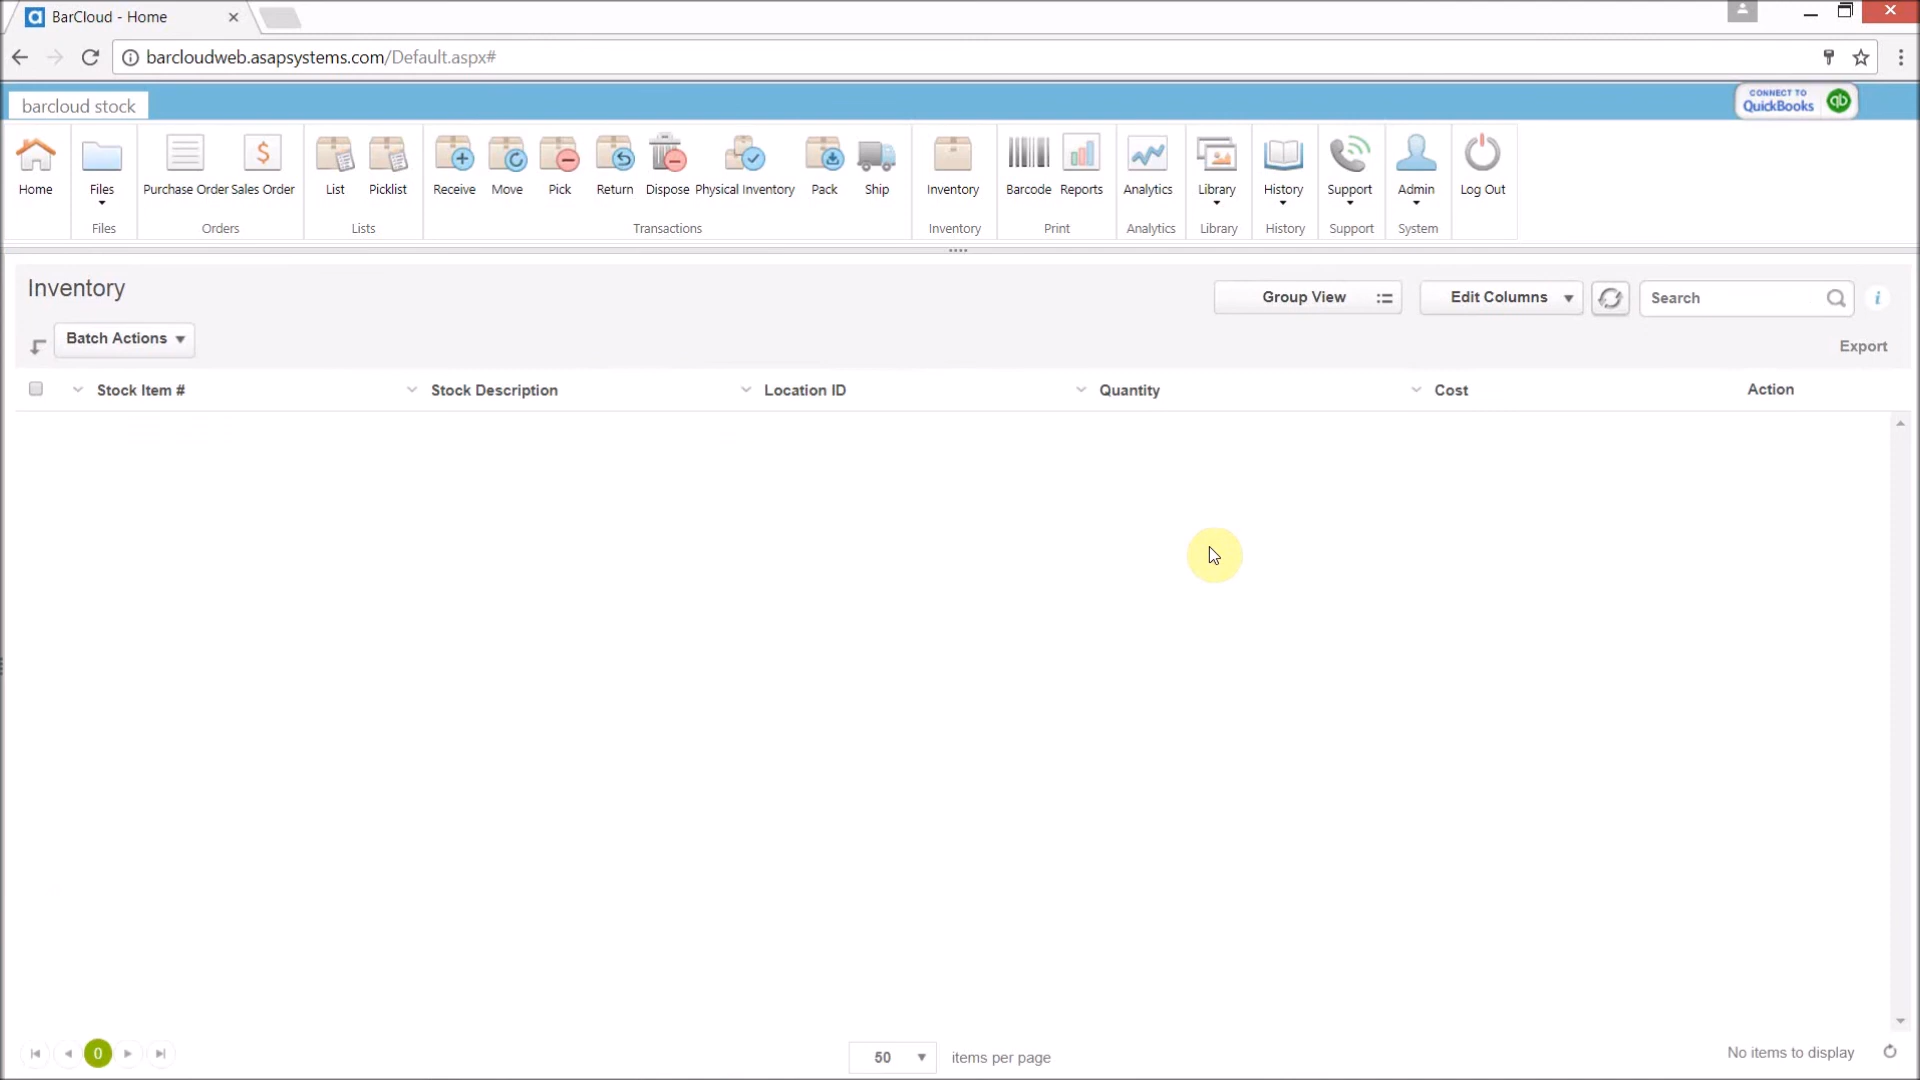 BarCloud - Home
barcloudweb.asapsystems.com/Default.aspx#
barcloud stock
CONNECT TO
QuickBooks qb
Home Files Purchase Order Sales Order List Picklist Receive Move Pick Return Dispose Physical Inventory Pack Ship Inventory Barcode Reports Analytics Library History Support Admin Log Out
Files Orders Lists Transactions Inventory Print Analytics Library History Support System
Inventory
Group View Edit Columns Search i
Batch Actions
Export
Stock Item # Stock Description Location ID Quantity Cost Action
0 50 items per page No items to display